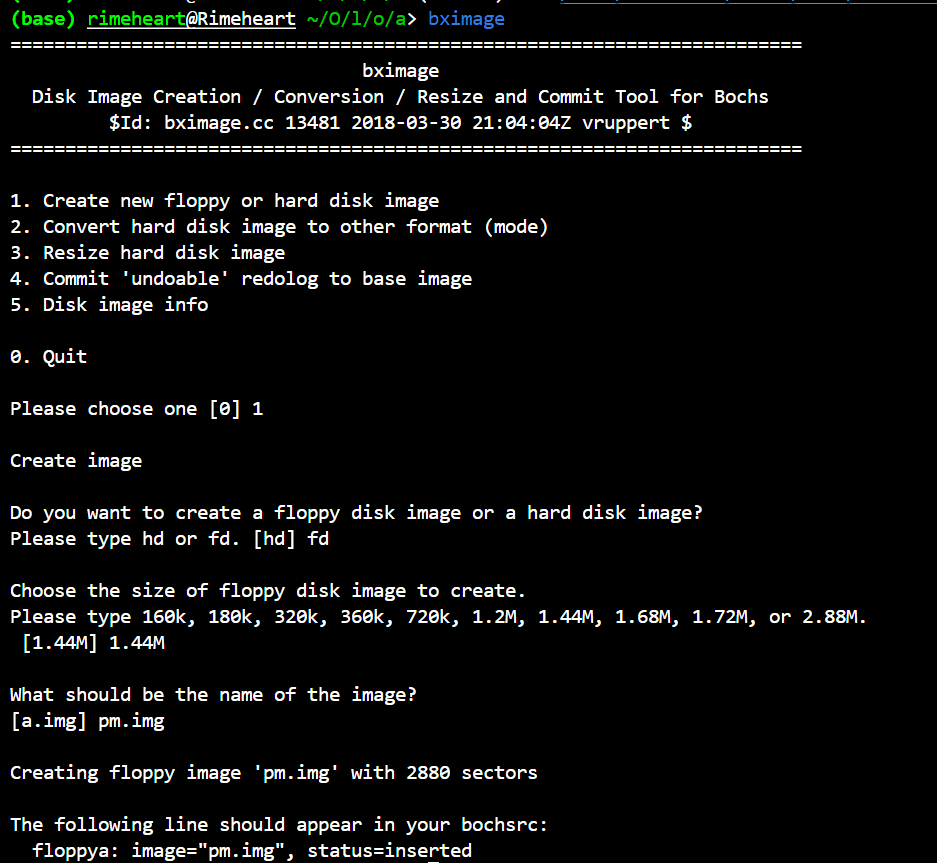 (base) rimeheart@Rimeheart ~/O/l/o/a> bximage
========================================================================
bximage
Disk Image Creation / Conversion / Resize and Commit Tool for Bochs
$Id: bximage.cc 13481 2018-03-30 21:04:04Z vruppert $
========================================================================
1. Create new floppy or hard disk image
2. Convert hard disk image to other format (mode)
3. Resize hard disk image
4. Commit 'undoable' redolog to base image
5. Disk image info
0. Quit
Please choose one [0] 1
Create image
Do you want to create a floppy disk image or a hard disk image?
Please type hd or fd. [hd] fd
Choose the size of floppy disk image to create.
Please type 160k, 180k, 320k, 360k, 720k, 1.2M, 1.44M, 1.68M, 1.72M, or 2.88M.
[1.44M] 1.44M
What should be the name of the image?
[a.img] pm.img
Creating floppy image 'pm.img' with 2880 sectors
The following line should appear in your bochsrc:
floppya: image="pm.img", status=inserted